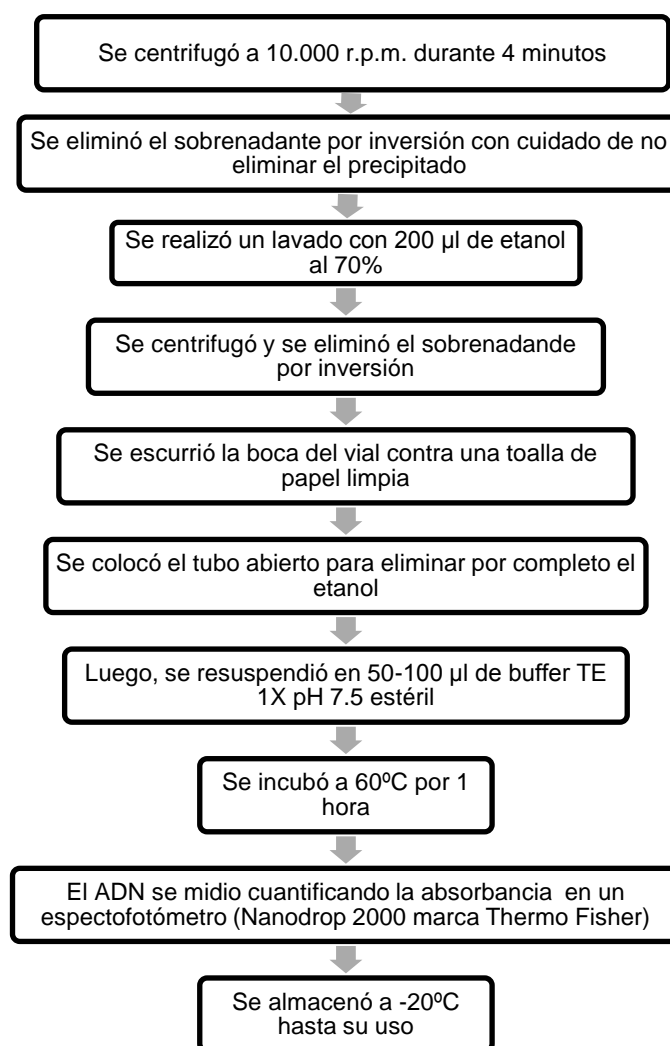 Se centrifugó a 10.000 r.p.m. durante 4 minutos
Se eliminó el sobrenadante por inversión con cuidado de no
eliminar el precipitado
Se realizó un lavado con 200 µl de etanol
al 70%
Se centrifugó y se eliminó el sobrenadande
por inversión
Se escurrió la boca del vial contra una toalla de
papel limpia
Se colocó el tubo abierto para eliminar por completo el
etanol
Luego, se resuspendió en 50-100 µl de buffer TE
1X pH 7.5 estéril
Se incubó a 60ºC por 1
hora
El ADN se midio cuantificando la absorbancia  en un
espectofotómetro (Nanodrop 2000 marca Thermo Fisher)
Se almacenó a -20ºC
hasta su uso